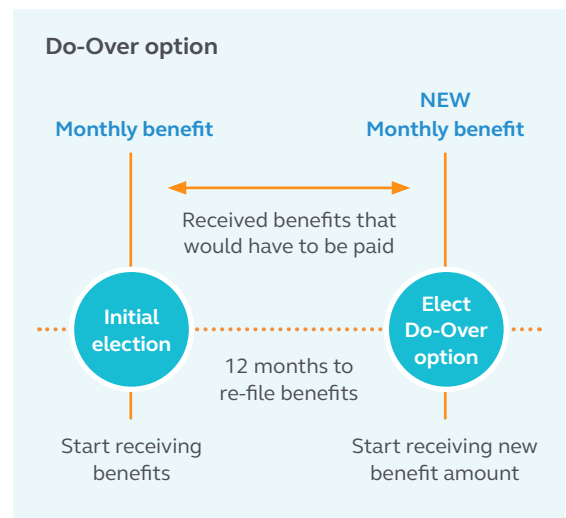 Do-Over option
Monthly benefit
NEW
Monthly benefit
Received benefits that
would have to be paid
Initial
election
Elect
Do-Over
option
12 months to
re-file benefits
Start receiving
benefits
Start receiving new
benefit amount